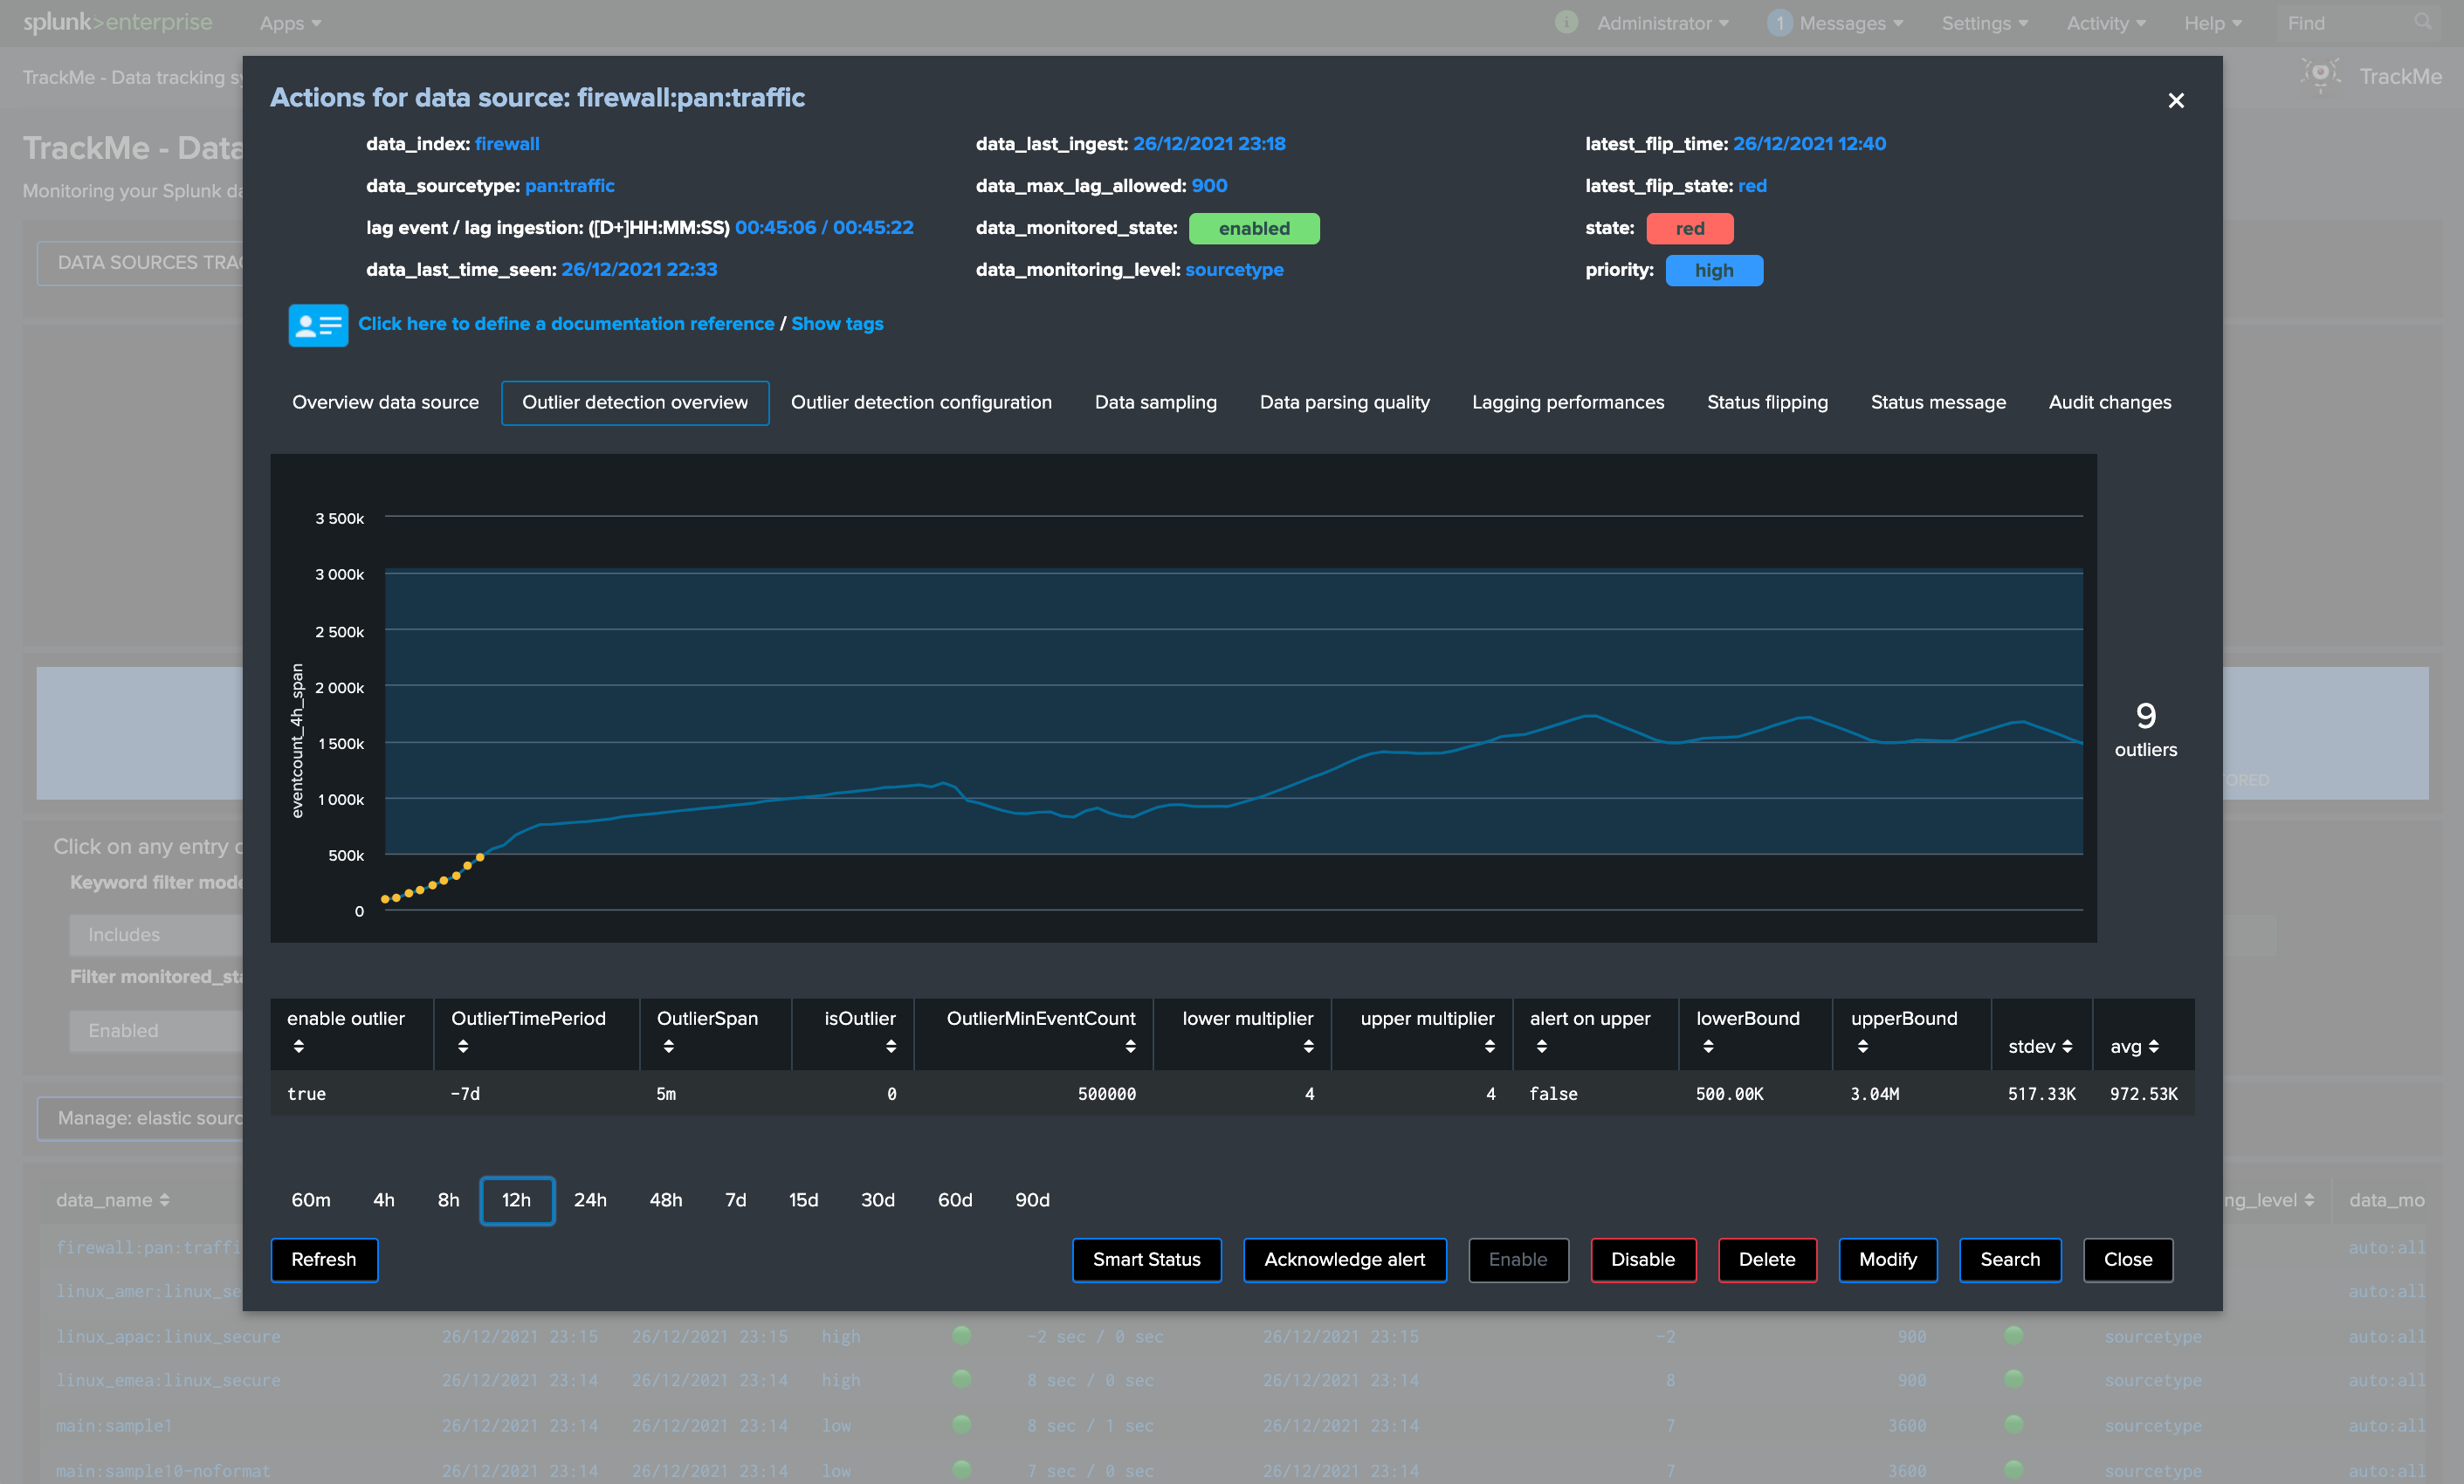 splunk>enterprise Apps Administrator 1 Messages Settings Activity Help Find
TrackMe - Data tracking TrackMe
TrackMe - Data
Monitoring your Splunk
DATA SOURCES
Actions for data source: firewall:pan:traffic
data_index: firewall data_last_ingest: 26/12/2021 23:18 latest_flip_time: 26/12/2021 12:40
data_sourcetype: pan:traffic data_max_lag_allowed: 900 latest_flip_state: red
lag event / lag ingestion: ([D+]HH:MM:SS) 00:45:06 / 00:45:22 data_monitored_state: enabled state: red
data_last_time_seen: 26/12/2021 22:33 data_monitoring_level: sourcetype priority: high
Click here to define a documentation reference / Show tags
Overview data source Outlier detection overview Outlier detection configuration Data sampling Data parsing quality Lagging performances Status flipping Status message Audit changes
eventcount_4h_span
3 500k
3 000k
2 500k
2 000k
1 500k
1 000k
500k
0
9
outliers
Click on any entry
Keyword filter
Includes
Filter
Enabled
enable outlier OutlierTimePeriod OutlierSpan isOutlier OutlierMinEventCount lower multiplier upper multiplier alert on upper lowerBound upperBound stdev avg
true -7d 5m 0 500000 4 4 false 500.00K 3.04M 517.33K 972.53K
Manage: elastic
60m 4h 8h 12h 24h 48h 7d 15d 30d 60d 90d
Refresh Smart Status Acknowledge alert Enable Disable Delete Modify Search Close
data_name
auto:all
auto:all
linux_apac:linux_secure 26/12/2021 23:15 26/12/2021 23:15 high -2 sec / 0 sec 26/12/2021 23:15 -2 900 sourcetype auto:all
linux_emea:linux_secure 26/12/2021 23:14 26/12/2021 23:14 high 8 sec / 0 sec 26/12/2021 23:14 8 900 sourcetype auto:all
main:sample1 26/12/2021 23:14 26/12/2021 23:14 low 8 sec / 1 sec 26/12/2021 23:14 7 3600 sourcetype auto:all
main:sample10-noformat 26/12/2021 23:14 26/12/2021 23:14 low 7 sec / 0 sec 26/12/2021 23:14 7 3600 sourcetype auto:all